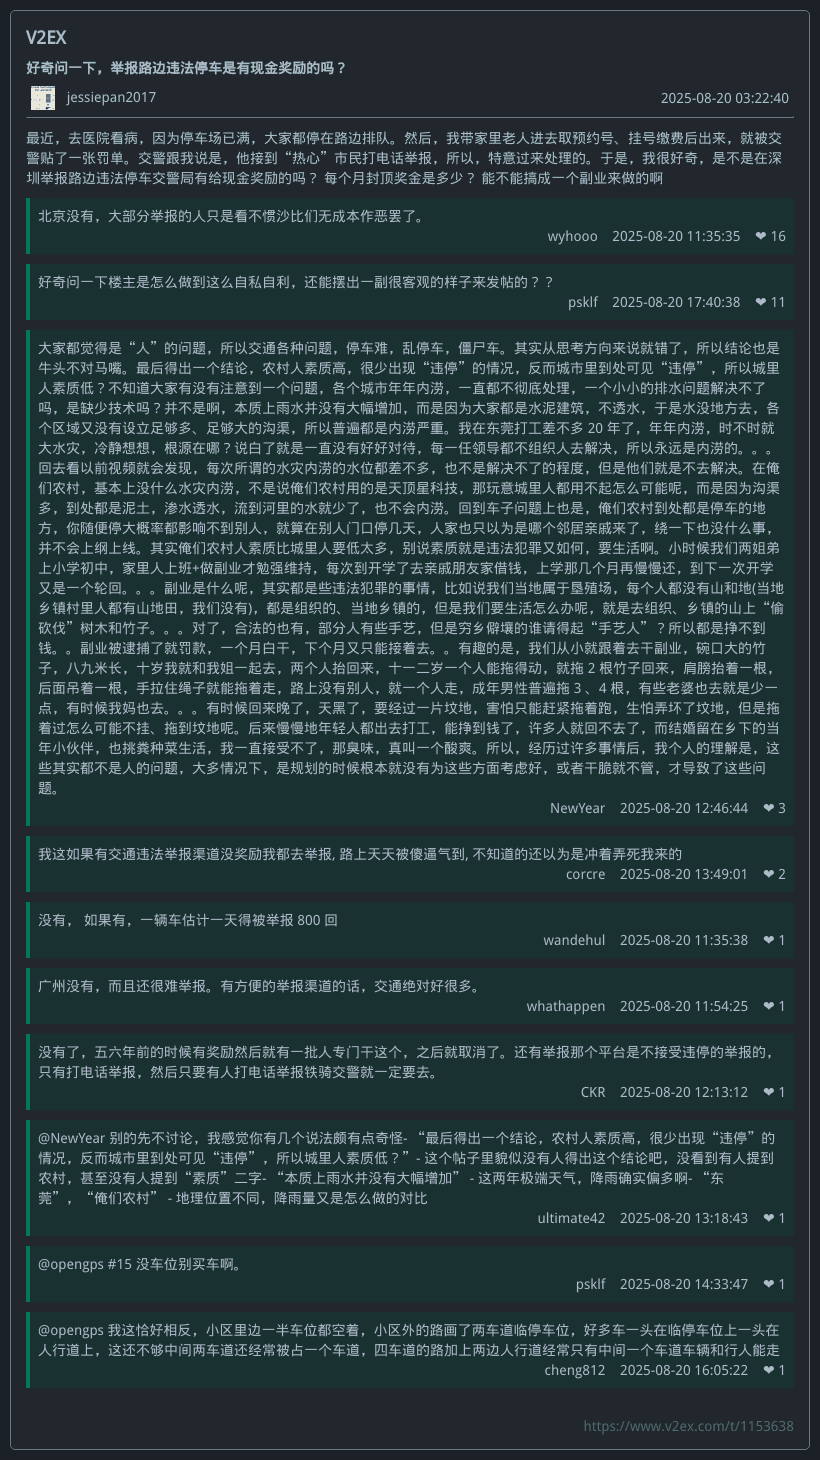 V2EX
好奇问一下，举报路边违法停车是有现金奖励的吗？
jessiepan2017
2025-08-20 03:22:40
最近，去医院看病，因为停车场已满，大家都停在路边排队。然后，我带家里老人进去取预约号、挂号缴费后出来，就被交
警贴了一张罚单。交警跟我说是，他接到“热心”市民打电话举报，所以，特意过来处理的。于是，我很好奇，是不是在深
圳举报路边违法停车交警局有给现金奖励的吗？ 每个月封顶奖金是多少？ 能不能搞成一个副业来做的啊
北京没有，大部分举报的人只是看不惯沙比们无成本作恶罢了。
wyhooo 2025-08-20 11:35:35 ❤ 16
好奇问一下楼主是怎么做到这么自私自利，还能摆出一副很客观的样子来发帖的？？
psklf 2025-08-20 17:40:38 ❤ 11
大家都觉得是“人”的问题，所以交通各种问题，停车难，乱停车，僵尸车。其实从思考方向来说就错了，所以结论也是
牛头不对马嘴。最后得出一个结论，农村人素质高，很少出现“违停”的情况，反而城市里到处可见“违停”，所以城里
人素质低？不知道大家有没有注意到一个问题，各个城市年年内涝，一直都不彻底处理，一个小小的排水问题解决不了
吗，是缺少技术吗？并不是啊，本质上雨水并没有大幅增加，而是因为大家都是水泥建筑，不透水，于是水没地方去，各
个区域又没有设立足够多、足够大的沟渠，所以普遍都是内涝严重。我在东莞打工差不多 20 年了，年年内涝，时不时就
大水灾，冷静想想，根源在哪？说白了就是一直没有好好对待，每一任领导都不组织人去解决，所以永远是内涝的。。。
回去看以前视频就会发现，每次所谓的水灾内涝的水位都差不多，也不是解决不了的程度，但是他们就是不去解决。在俺
们农村，基本上没什么水灾内涝，不是说俺们农村用的是天顶星科技，那玩意城里人都用不起怎么可能呢，而是因为沟渠
多，到处都是泥土，渗水透水，流到河里的水就少了，也不会内涝。回到车子问题上也是，俺们农村到处都是停车的地
方，你随便停大概率都影响不到别人，就算在别人门口停几天，人家也只以为是哪个邻居亲戚来了，绕一下也没什么事，
并不会上纲上线。其实俺们农村人素质比城里人要低太多，别说素质就是违法犯罪又如何，要生活啊。小时候我们两姐弟
上小学初中，家里人上班+做副业才勉强维持，每次到开学了去亲戚朋友家借钱，上学那几个月再慢慢还，到下一次开学
又是一个轮回。。。副业是什么呢，其实都是些违法犯罪的事情，比如说我们当地属于垦殖场，每个人都没有山和地(当地
乡镇村里人都有山地田，我们没有)，都是组织的、当地乡镇的，但是我们要生活怎么办呢，就是去组织、乡镇的山上“偷
砍伐”树木和竹子。。。对了，合法的也有，部分人有些手艺，但是穷乡僻壤的谁请得起“手艺人”？所以都是挣不到
钱。。副业被逮捕了就罚款，一个月白干，下个月又只能接着去。。有趣的是，我们从小就跟着去干副业，碗口大的竹
子，八九米长，十岁我就和我姐一起去，两个人抬回来，十一二岁一个人能拖得动，就拖 2 根竹子回来，肩膀抬着一根，
后面吊着一根，手拉住绳子就能拖着走，路上没有别人，就一个人走，成年男性普遍拖 3 、4 根，有些老婆也去就是少一
点，有时候我妈也去。。。有时候回来晚了，天黑了，要经过一片坟地，害怕只能赶紧拖着跑，生怕弄坏了坟地，但是拖
着过怎么可能不挂、拖到坟地呢。后来慢慢地年轻人都出去打工，能挣到钱了，许多人就回不去了，而结婚留在乡下的当
年小伙伴，也挑粪种菜生活，我一直接受不了，那臭味，真叫一个酸爽。所以，经历过许多事情后，我个人的理解是，这
些其实都不是人的问题，大多情况下，是规划的时候根本就没有为这些方面考虑好，或者干脆就不管，才导致了这些问
题。
NewYear 2025-08-20 12:46:44 ❤ 3
我这如果有交通违法举报渠道没奖励我都去举报, 路上天天被傻逼气到, 不知道的还以为是冲着弄死我来的
corcre 2025-08-20 13:49:01 ❤ 2
没有， 如果有，一辆车估计一天得被举报 800 回
wandehul 2025-08-20 11:35:38 ❤ 1
广州没有，而且还很难举报。有方便的举报渠道的话，交通绝对好很多。
whathappen 2025-08-20 11:54:25 ❤ 1
没有了，五六年前的时候有奖励然后就有一批人专门干这个，之后就取消了。还有举报那个平台是不接受违停的举报的，
只有打电话举报，然后只要有人打电话举报铁骑交警就一定要去。
CKR 2025-08-20 12:13:12 ❤ 1
@NewYear 别的先不讨论，我感觉你有几个说法颇有点奇怪- “最后得出一个结论，农村人素质高，很少出现“违停”的
情况，反而城市里到处可见“违停”，所以城里人素质低？” - 这个帖子里貌似没有人得出这个结论吧，没看到有人提到
农村，甚至没有人提到“素质”二字- “本质上雨水并没有大幅增加” - 这两年极端天气，降雨确实偏多啊- “东
莞”，“俺们农村” - 地理位置不同，降雨量又是怎么做的对比
ultimate42 2025-08-20 13:18:43 ❤ 1
@opengps #15 没车位别买车啊。
psklf 2025-08-20 14:33:47 ❤ 1
@opengps 我这恰好相反，小区里边一半车位都空着，小区外的路画了两车道临停车位，好多车一头在临停车位上一头在
人行道上，这还不够中间两车道还经常被占一个车道，四车道的路加上两边人行道经常只有中间一个车道车辆和行人能走
cheng812 2025-08-20 16:05:22 ❤ 1
https://www.v2ex.com/t/1153638